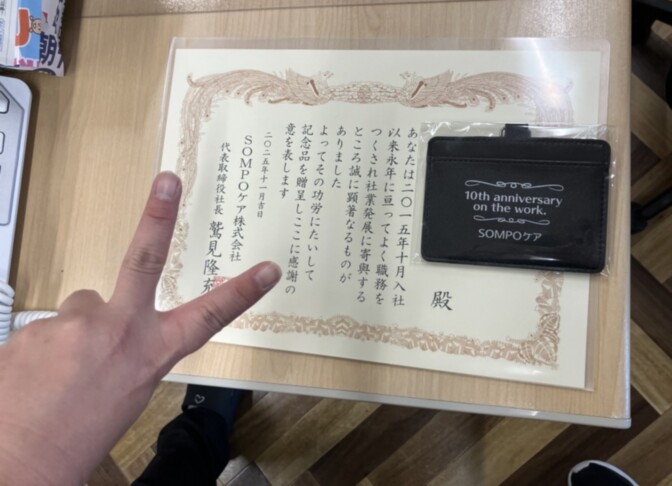 殿
あなたは二〇一五年十月入社
以来永年に亘ってよく職務を
つくされ社業発展に寄與する
ところ誠に顕著なるものが
ありました
よってその功労にたいして
記念品を贈呈しここに感謝の
意を表します
二〇二五年十一月吉日
SOMPOケア株式会社
代表取締役社長 鷲見隆
10th anniversary
on the work.
SOMPOケア
朝